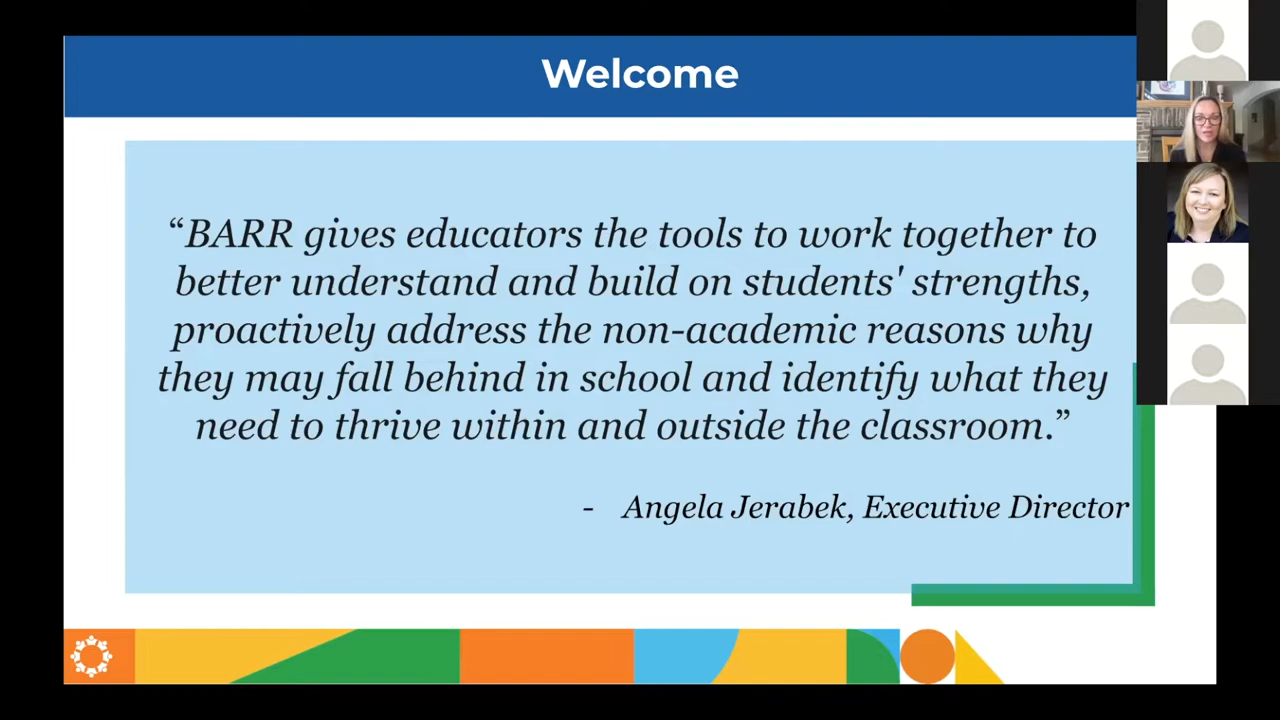 Welcome
“BARR gives educators the tools to work together to
better understand and build on students' strengths,
proactively address the non-academic reasons why
they may fall behind in school and identify what they
need to thrive within and outside the classroom.”
- Angela Jerabek, Executive Director